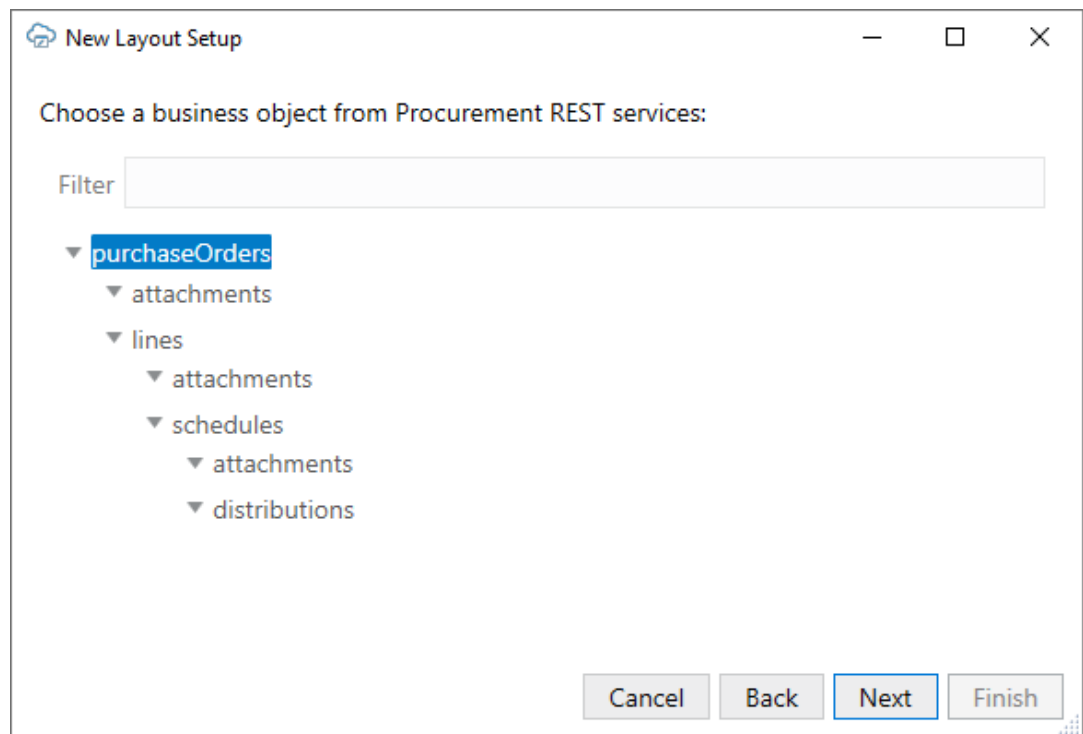 New Layout Setup
Choose a business object from Procurement REST services:
Filter
purchaseOrders
attachments
lines
attachments
schedules
attachments
distributions
Cancel Back Next Finish